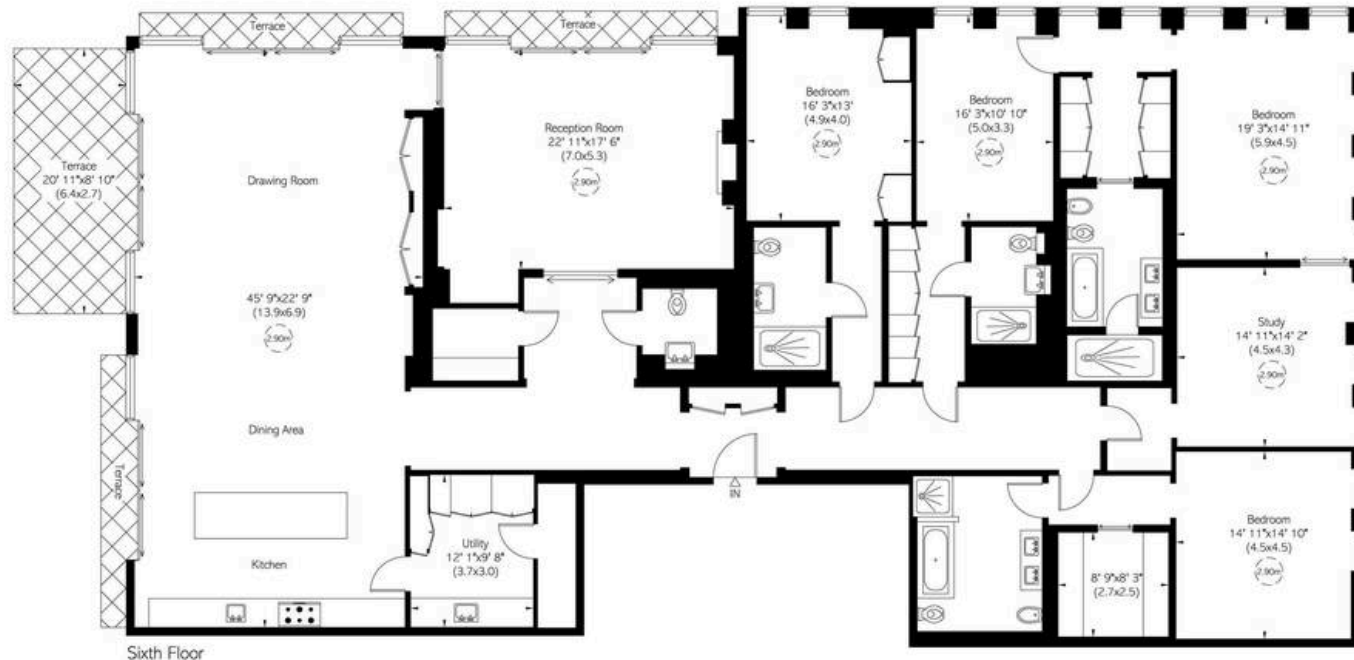 Terrace
Terrace
Terrace
20' 11"x8' 10"
(6.4x2.7)
Drawing Room
45' 9"x22' 9"
(13.9x6.9)
2.90m
Reception Room
22' 11"x17' 6"
(7.0x5.3)
2.90m
Bedroom
16' 3"x13'
(4.9x4.0)
2.90m
Bedroom
16' 3"x10' 10"
(5.0x3.3)
2.90m
Bedroom
19' 3"x14' 11"
(5.9x4.5)
2.90m
Study
14' 11"x14' 2"
(4.5x4.3)
2.90m
Dining Area
Terrace
Kitchen
Utility
12' 1"x9' 8"
(3.7x3.0)
IN
8' 9"x8' 3"
(2.7x2.5)
Bedroom
14' 11"x14' 10"
(4.5x4.5)
2.90m
Sixth Floor